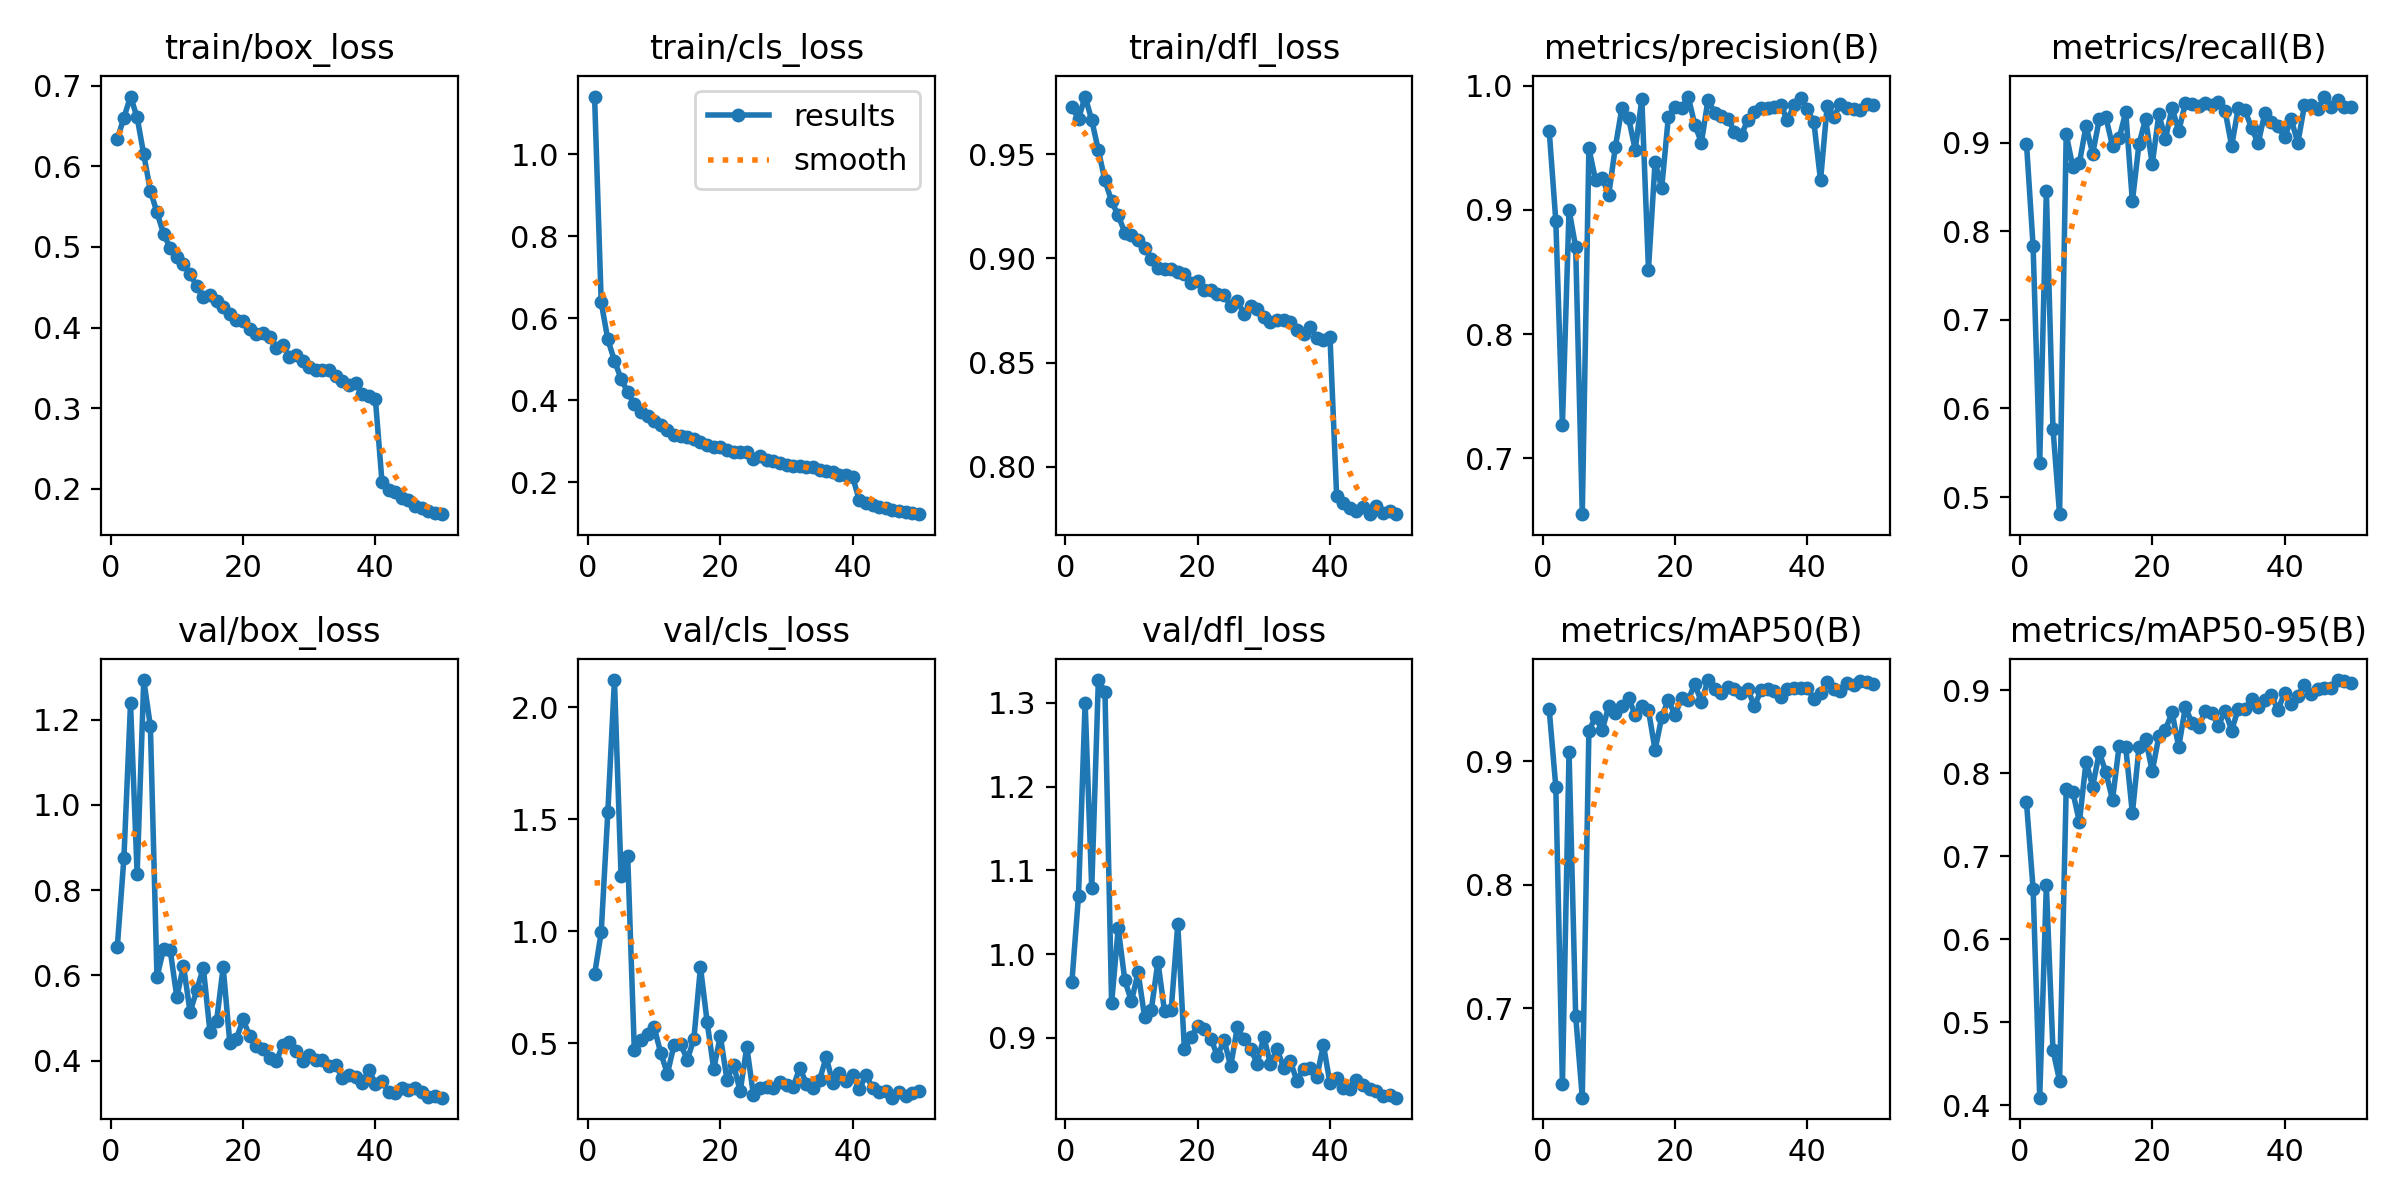 train/box_loss
0.7
0.6
0.5
0.4
0.3
0.2
0 20 40
train/cls_loss
results
smooth
1.0
0.8
0.6
0.4
0.2
0 20 40
train/dfl_loss
0.95
0.90
0.85
0.80
0 20 40
metrics/precision(B)
1.0
0.9
0.8
0.7
0 20 40
metrics/recall(B)
0.9
0.8
0.7
0.6
0.5
0 20 40
val/box_loss
1.2
1.0
0.8
0.6
0.4
0 20 40
val/cls_loss
2.0
1.5
1.0
0.5
0 20 40
val/dfl_loss
1.3
1.2
1.1
1.0
0.9
0 20 40
metrics/mAP50(B)
0.9
0.8
0.7
0 20 40
metrics/mAP50-95(B)
0.9
0.8
0.7
0.6
0.5
0.4
0 20 40